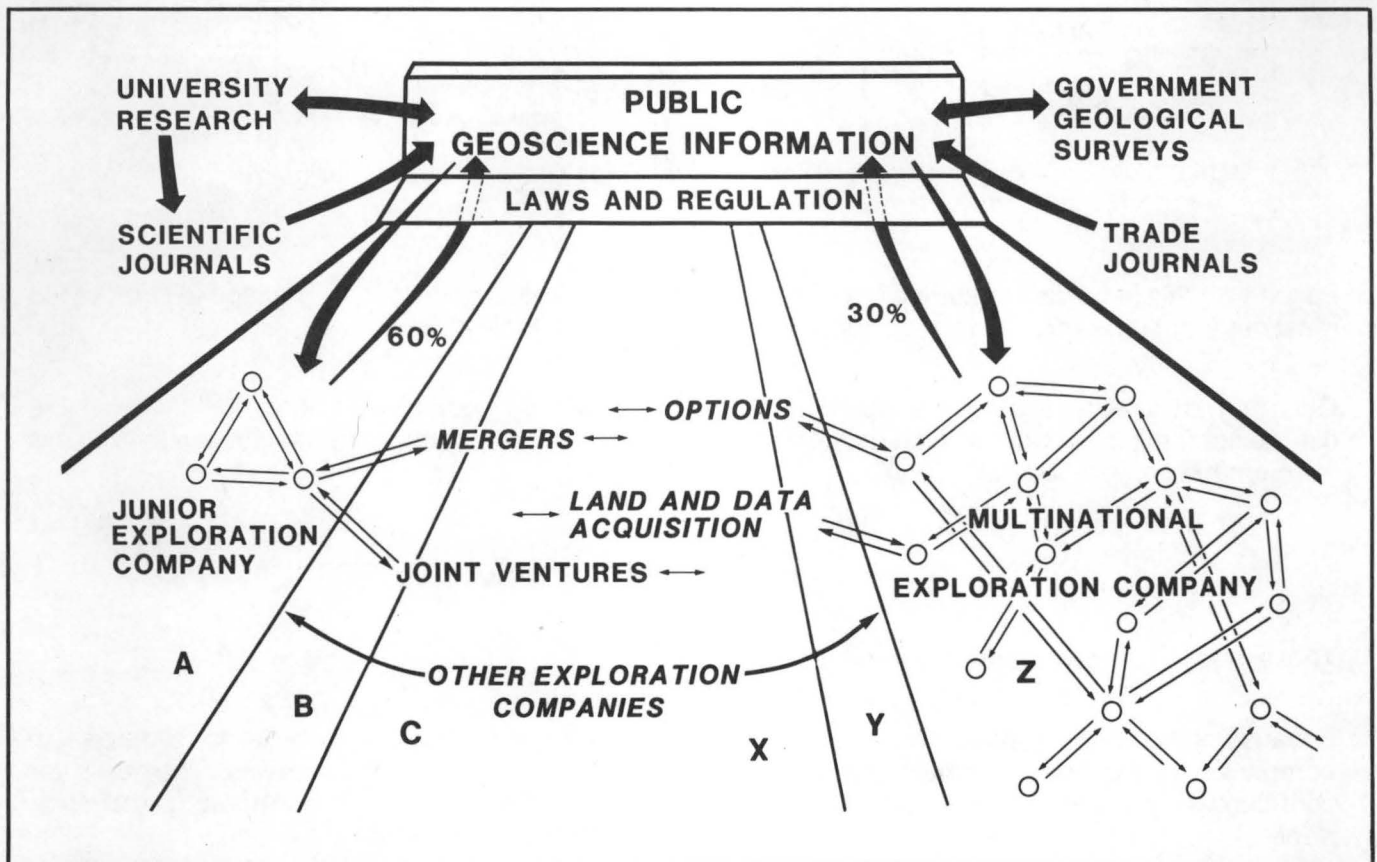 UNIVERSITY
RESEARCH
PUBLIC
GEOSCIENCE INFORMATION
GOVERNMENT
GEOLOGICAL
SURVEYS
LAWS AND REGULATION
SCIENTIFIC
JOURNALS
TRADE
JOURNALS
60%
30%
OPTIONS
MERGERS
LAND AND DATA
ACQUISITION
JUNIOR
EXPLORATION
COMPANY
MULTINATIONAL
EXPLORATION COMPANY
JOINT VENTURES
OTHER EXPLORATION
COMPANIES
A
B
C
X
Y
Z